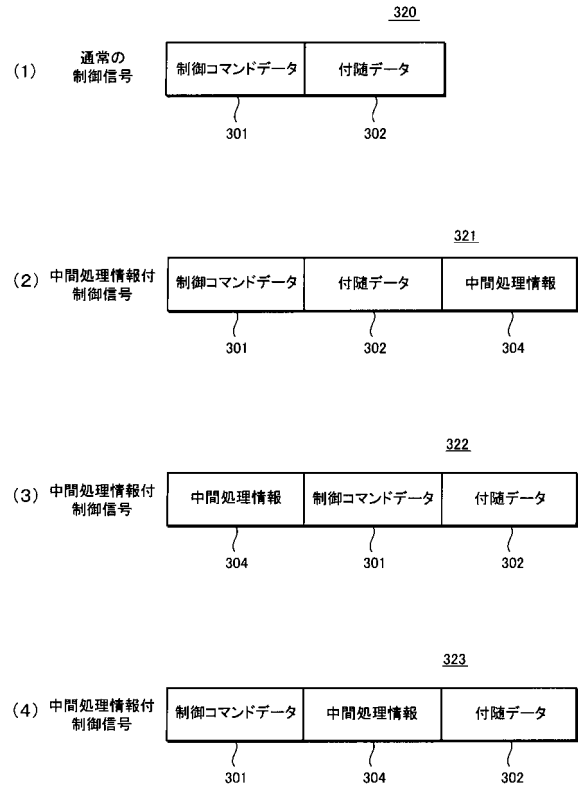 320
(1) 通常の
制御信号
制御コマンドデータ 付随データ
301 302
321
(2) 中間処理情報付
制御信号
制御コマンドデータ 付随データ 中間処理情報
301 302 304
322
(3) 中間処理情報付
制御信号
中間処理情報 制御コマンドデータ 付随データ
304 301 302
323
(4) 中間処理情報付
制御信号
制御コマンドデータ 中間処理情報 付随データ
301 304 302